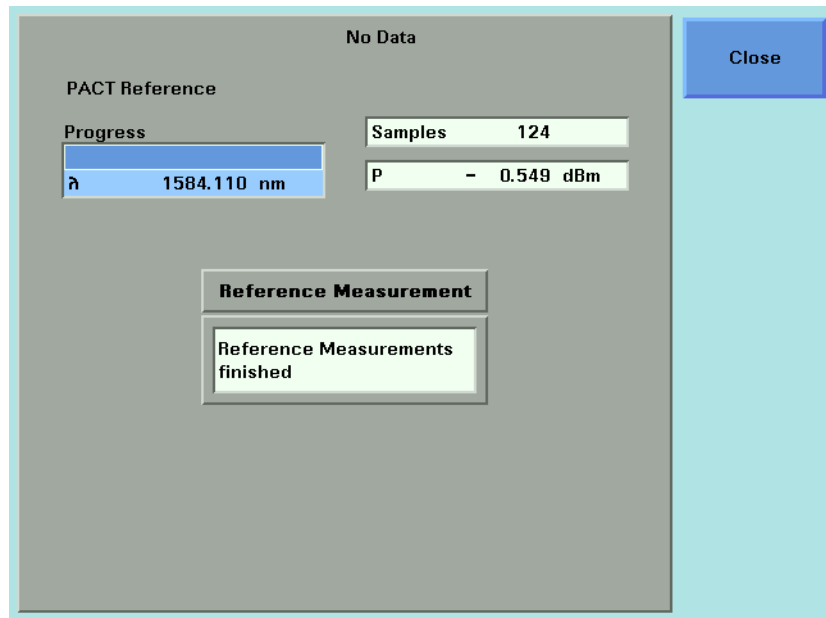 No Data
Close
PACT Reference
Progress
Samples 124
λ 1584.110 nm
P - 0.549 dBm
Reference Measurement
Reference Measurements
finished